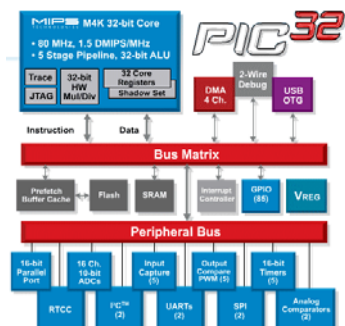 MIPS M4K 32-bit Core
TECHNOLOGIES
PIC32
• 80 MHz, 1.5 DMIPS/MHz
• 5 Stage Pipeline, 32-bit ALU
Trace
JTAG
32-bit
HW
Mul/Div
32 Core
Registers
Shadow Set
DMA
4 Ch.
2-Wire
Debug
USB
OTG
Instruction
Data
Bus Matrix
Prefetch
Buffer Cache
Flash
SRAM
Interrupt
Controller
GPIO
(85)
VREG
Peripheral Bus
16-bit
Parallel
Port
16 Ch.
10-bit
ADCs
Input
Capture
(5)
Output
Compare
PWM (5)
16-bit
Timers
(5)
RTCC
I²C™
(2)
UARTs
(2)
SPI
(2)
Analog
Comparators
(2)